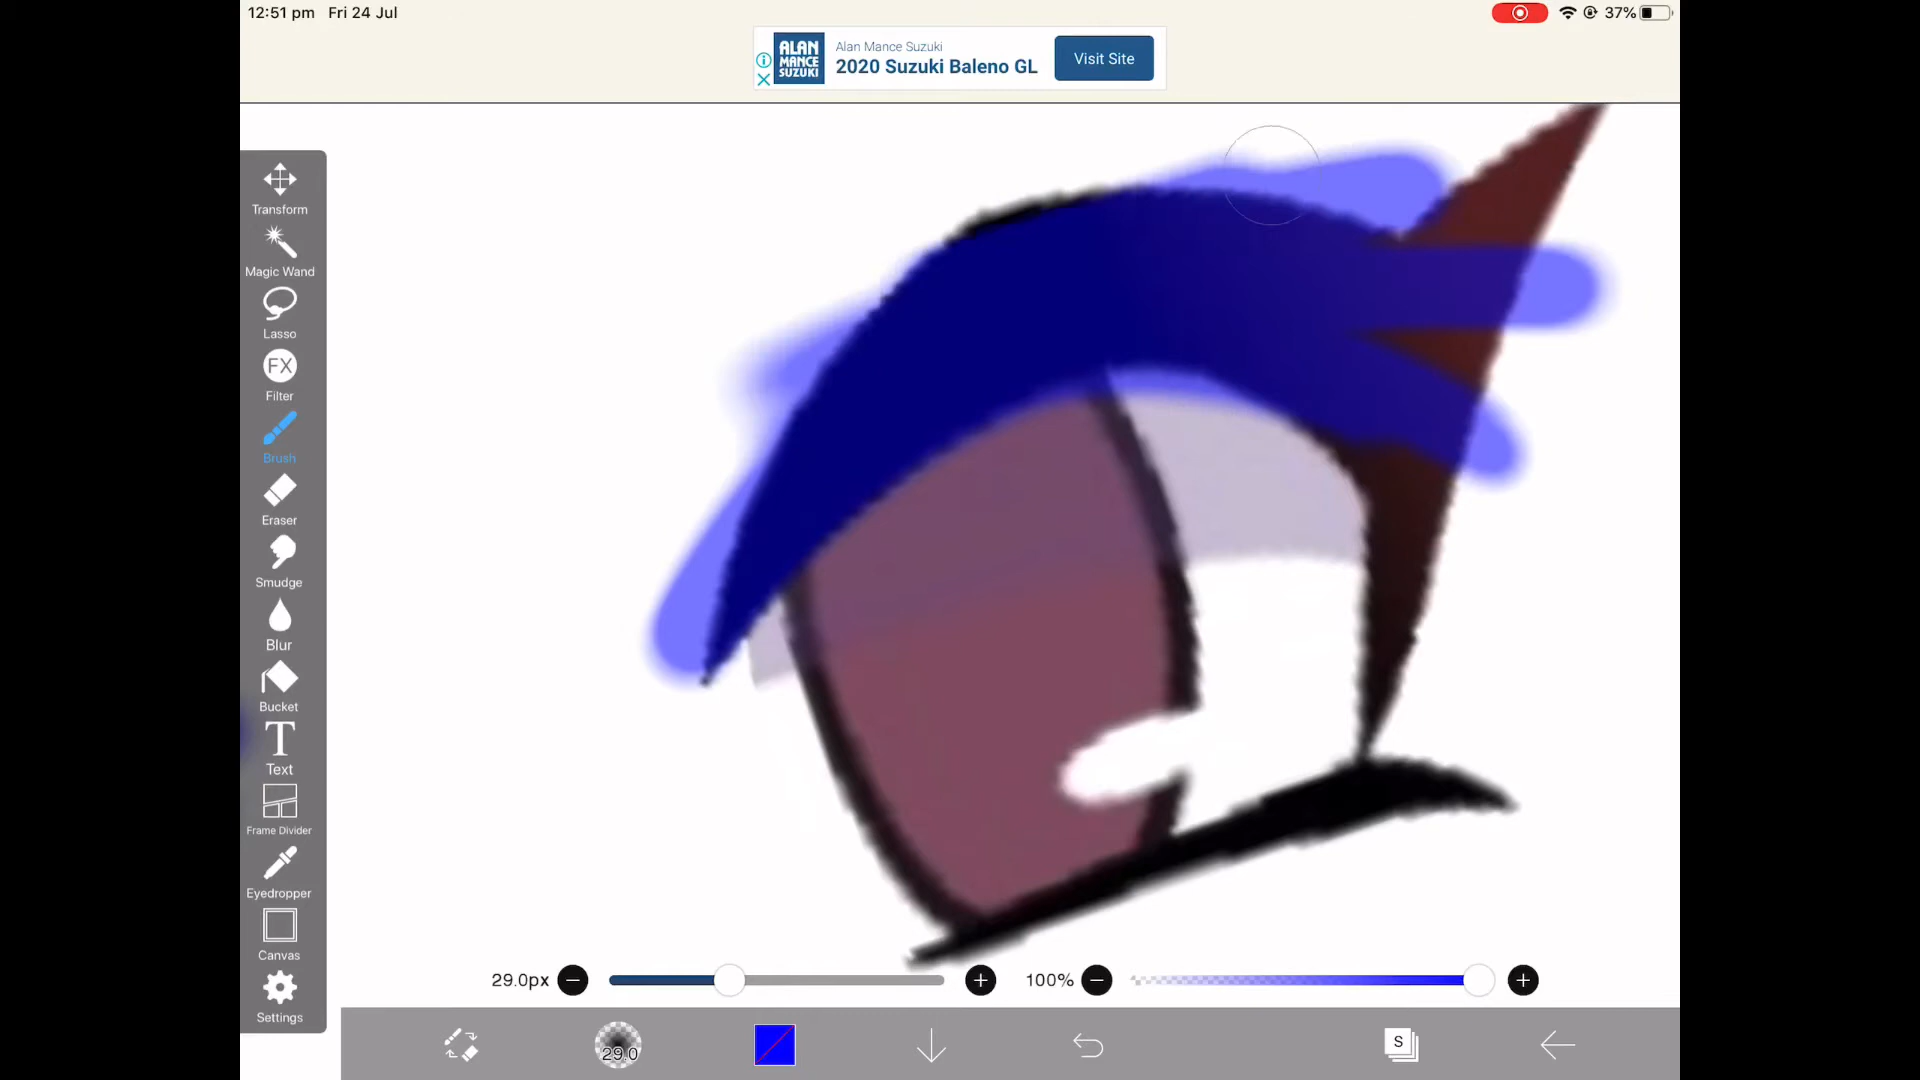 12:51 pm Fri 24 Jul
37%
ALAN
MANCE
SUZUKI
Alan Mance Suzuki
2020 Suzuki Baleno GL
Visit Site
Transform
Magic Wand
Lasso
FX
Filter
Brush
Eraser
Smudge
Blur
Bucket
T
Text
Frame Divider
Eyedropper
Canvas
Settings
29.0px
100%
29.0
S